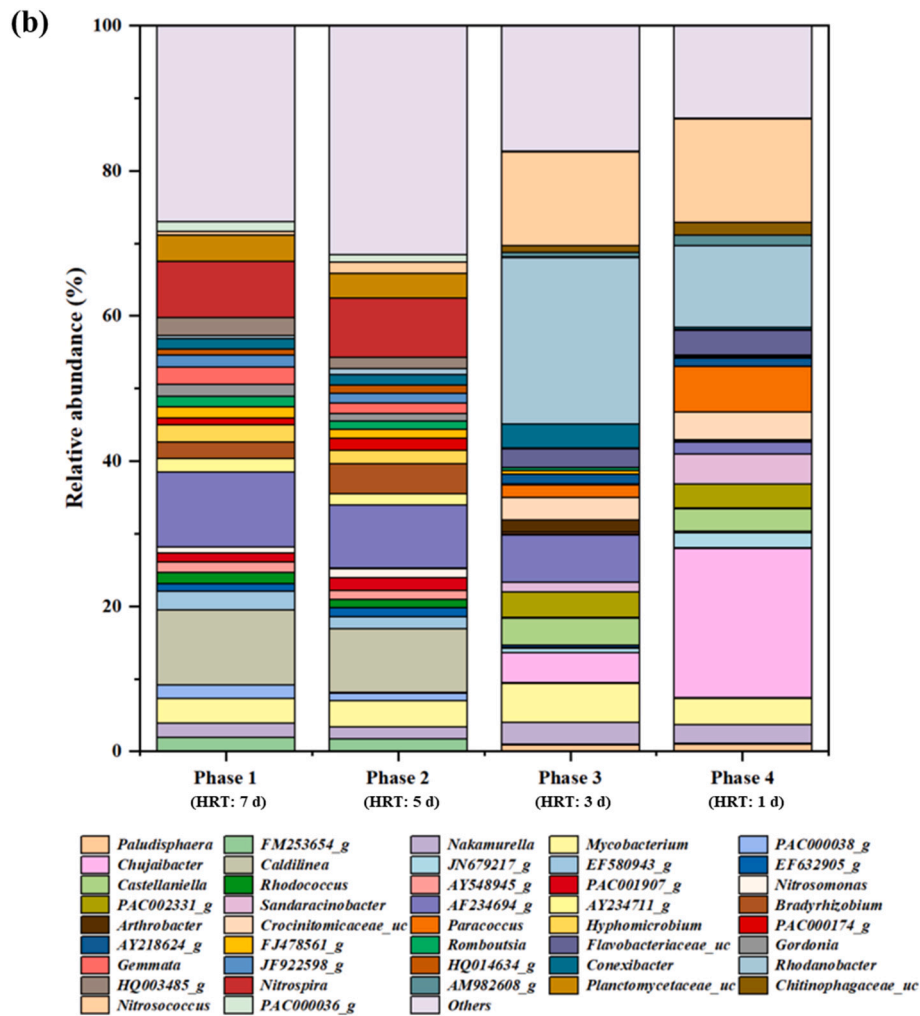 (b)
100
80
60
40
20
0
Relative abundance (%)
Phase 1 Phase 2 Phase 3 Phase 4
(HRT: 7 d) (HRT: 5 d) (HRT: 3 d) (HRT: 1 d)
Paludisphaera FM253654_g Nakamurella Mycobacterium PAC000038_g
Chujaibacter Caldilinea JN679217_g EF580943_g EF632905_g
Castellaniella Rhodococcus AY548945_g PAC001907_g Nitrosomonas
PAC002331_g Sandaracinobacter AF234694_g AY234711_g Bradyrhizobium
Arthrobacter Crocinitomicaceae_uc Paracoccus Hyphomicrobium PAC000174_g
AY218624_g FJ478561_g Romboutsia Flavobacteriaceae_uc Gordonia
Gemmata JF922598_g HQ014634_g Conexibacter Rhodanobacter
HQ003485_g Nitrospira AM982608_g Planctomycetaceae_uc Chitinophagaceae_uc
Nitrosococcus PAC000036_g Others